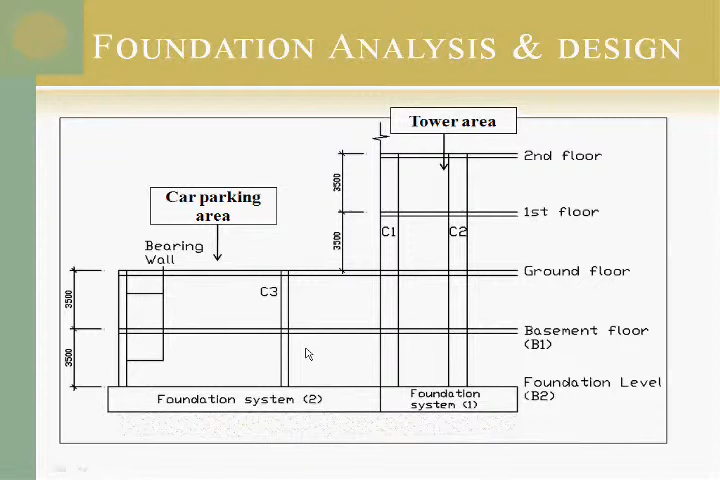 FOUNDATION ANALYSIS & DESIGN
Tower area
2nd floor
3500
Car parking
area
1st floor
C1
C2
Bearing
Wall
3500
Ground floor
C3
3500
Basement floor
(B1)
3500
Foundation Level
(B2)
Foundation system (2)
Foundation
system (1)